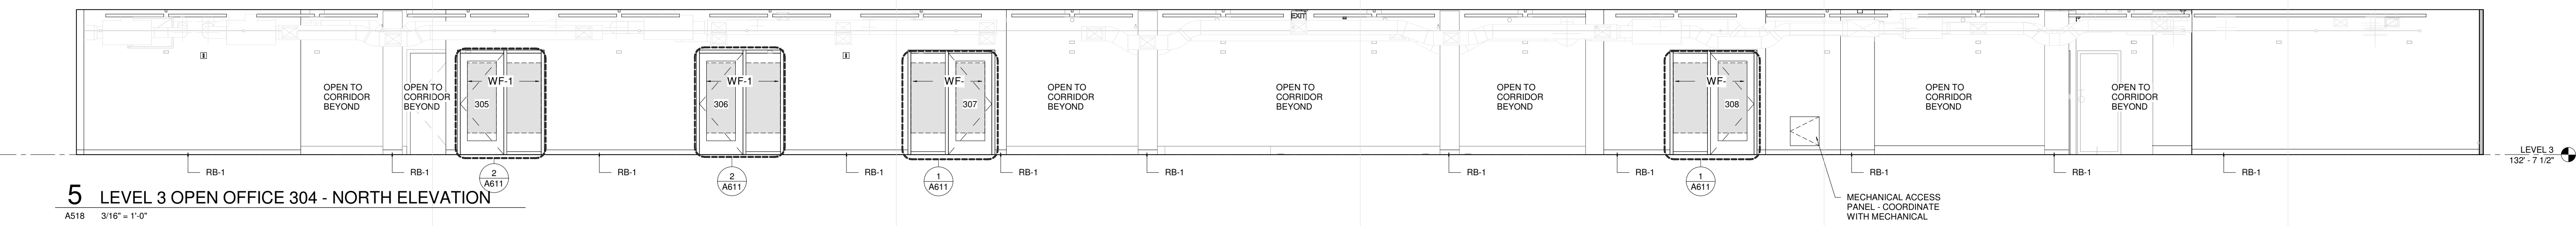 EXIT
WF-1
WF-1
WF-
WF-
305
306
307
308
OPEN TO
CORRIDOR
BEYOND
OPEN TO
CORRIDOR
BEYOND
OPEN TO
CORRIDOR
BEYOND
OPEN TO
CORRIDOR
BEYOND
OPEN TO
CORRIDOR
BEYOND
OPEN TO
CORRIDOR
BEYOND
OPEN TO
CORRIDOR
BEYOND
LEVEL 3
132' - 7 1/2"
RB-1
RB-1
RB-1
RB-1
RB-1
RB-1
RB-1
RB-1
RB-1
RB-1
RB-1
2
A611
2
A611
1
A611
1
A611
MECHANICAL ACCESS
PANEL - COORDINATE
WITH MECHANICAL
5 LEVEL 3 OPEN OFFICE 304 - NORTH ELEVATION
A518 3/16" = 1'-0"